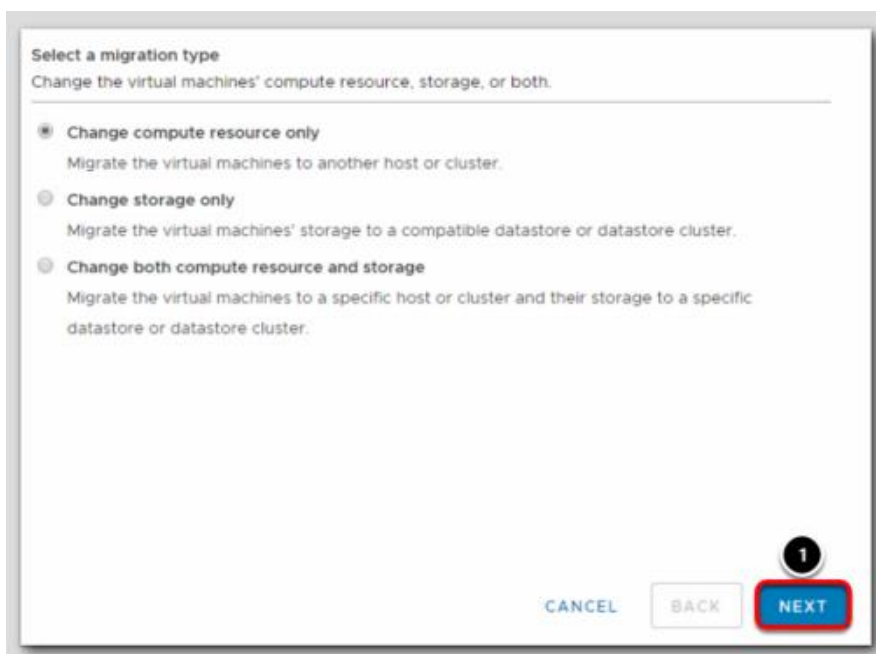 Select a migration type
Change the virtual machines' compute resource, storage, or both.
Change compute resource only
Migrate the virtual machines to another host or cluster.
Change storage only
Migrate the virtual machines' storage to a compatible datastore or datastore cluster.
Change both compute resource and storage
Migrate the virtual machines to a specific host or cluster and their storage to a specific
datastore or datastore cluster.
1
CANCEL BACK NEXT